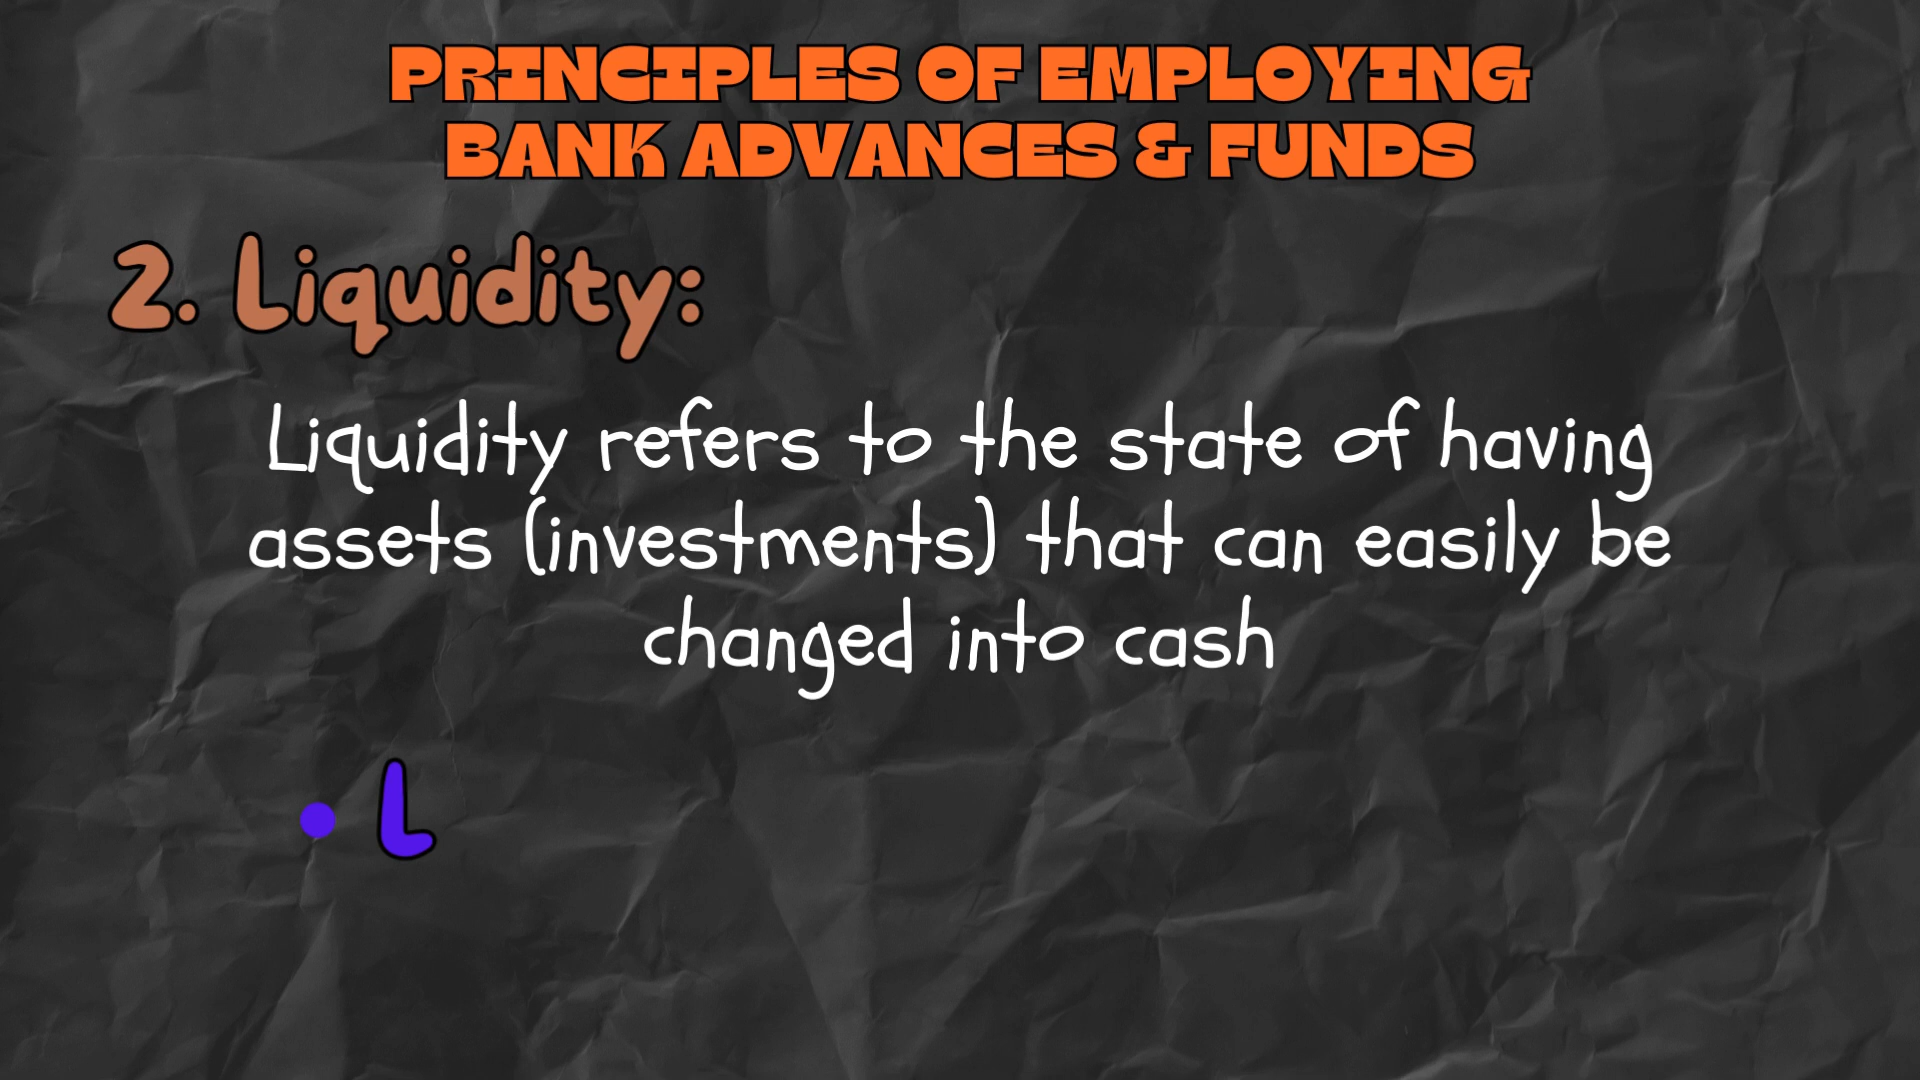 PRINCIPLES OF EMPLOYING
BANK ADVANCES & FUNDS
2. Liquidity:
Liquidity refers to the state of having
assets (investments) that can easily be
changed into cash
• L